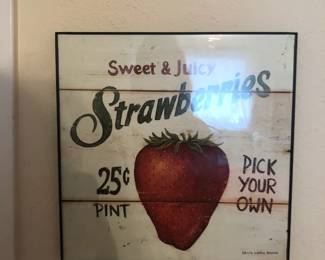 Sweet & Juicy
Strawberries
25¢
PINT
PICK
YOUR
OWN